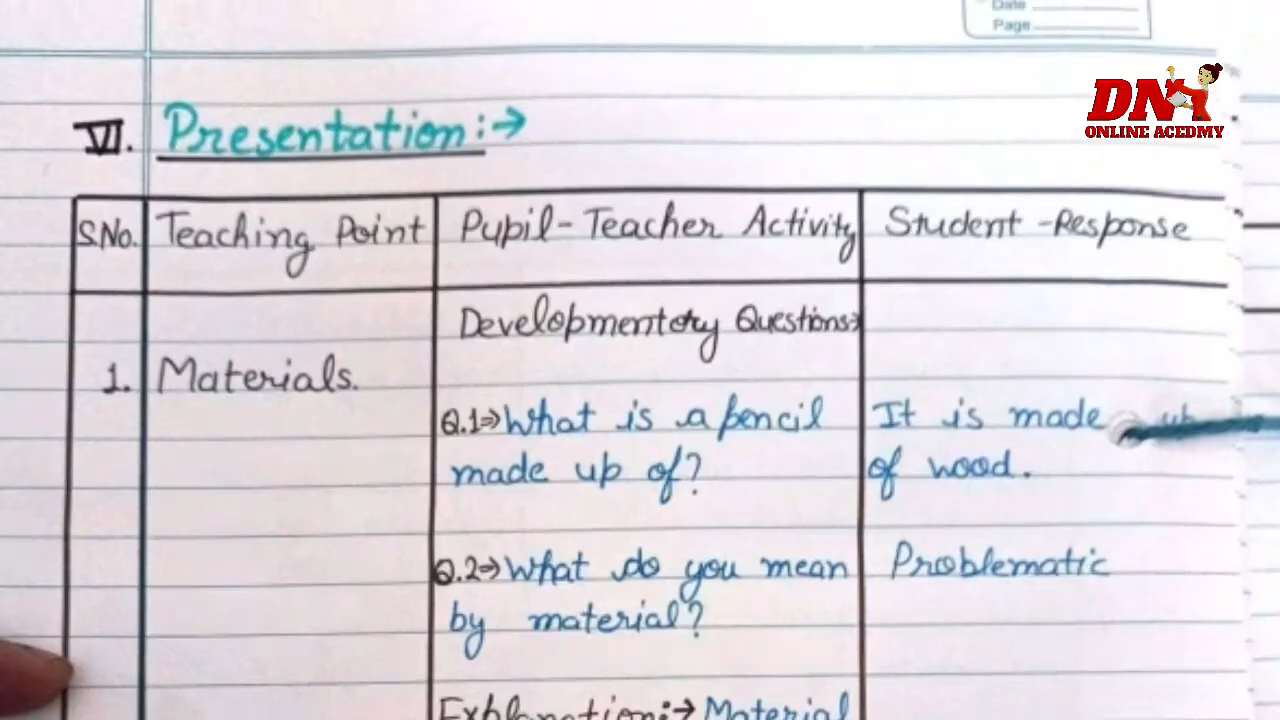 Date
Page
DN
ONLINE ACEDMY
VI. Presentation:→
S.No. Teaching Point Pupil-Teacher Activity Student-Response
Developmentory Questions→
1. Materials.
Q.1⇒What is a pencil It is made up
made up of? of wood.
Q.2⇒What do you mean Problematic
by material?
Explanation:→ Material